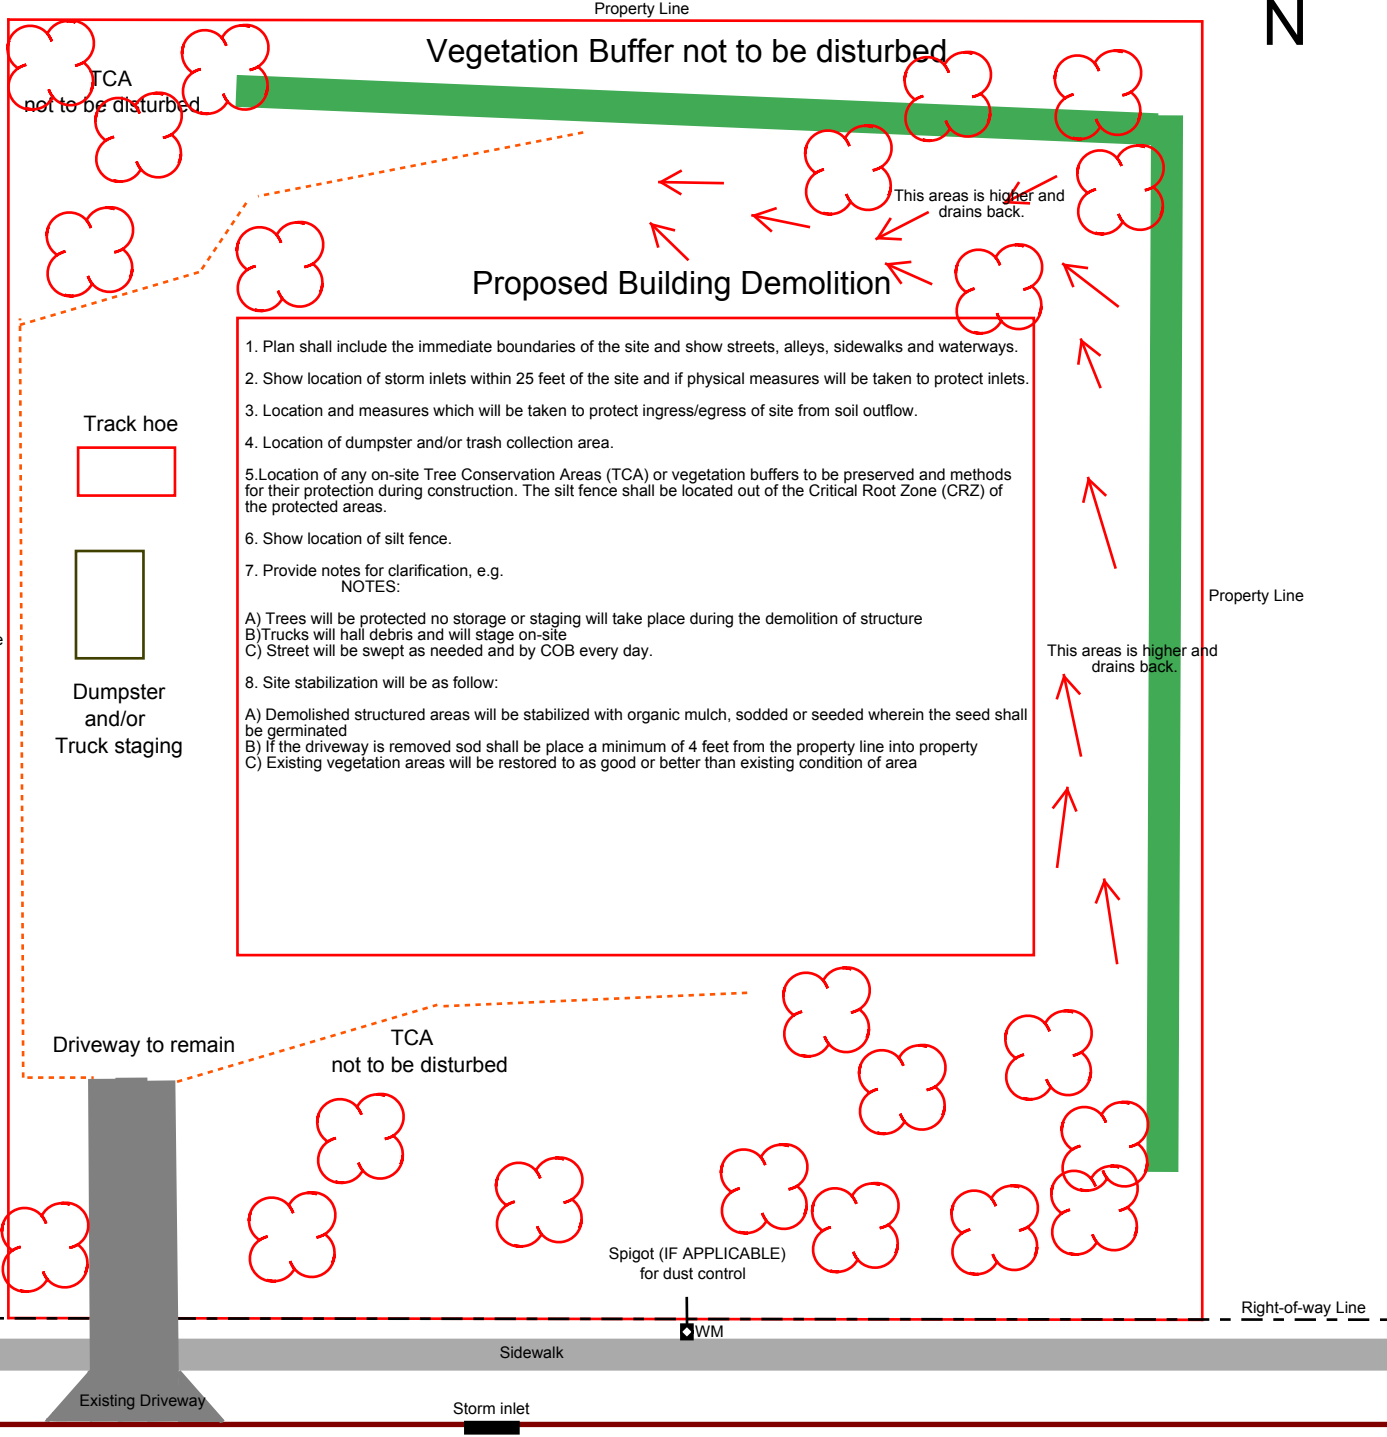 Property Line
N
Vegetation Buffer not to be disturbed
TCA
not to be disturbed
This areas is higher and
drains back.
Proposed Building Demolition
1. Plan shall include the immediate boundaries of the site and show streets, alleys, sidewalks and waterways.
2. Show location of storm inlets within 25 feet of the site and if physical measures will be taken to protect inlets.
3. Location and measures which will be taken to protect ingress/egress of site from soil outflow.
4. Location of dumpster and/or trash collection area.
5.Location of any on-site Tree Conservation Areas (TCA) or vegetation buffers to be preserved and methods
for their protection during construction. The silt fence shall be located out of the Critical Root Zone (CRZ) of
the protected areas.
6. Show location of silt fence.
7. Provide notes for clarification, e.g.
NOTES:
A) Trees will be protected no storage or staging will take place during the demolition of structure
B)Trucks will hall debris and will stage on-site
C) Street will be swept as needed and by COB every day.
8. Site stabilization will be as follow:
A) Demolished structured areas will be stabilized with organic mulch, sodded or seeded wherein the seed shall
be germinated
B) If the driveway is removed sod shall be place a minimum of 4 feet from the property line into property
C) Existing vegetation areas will be restored to as good or better than existing condition of area
Track hoe
Dumpster
and/or
Truck staging
Property Line
This areas is higher and
drains back.
Driveway to remain
TCA
not to be disturbed
Spigot (IF APPLICABLE)
for dust control
Right-of-way Line
WM
Sidewalk
Existing Driveway
Storm inlet